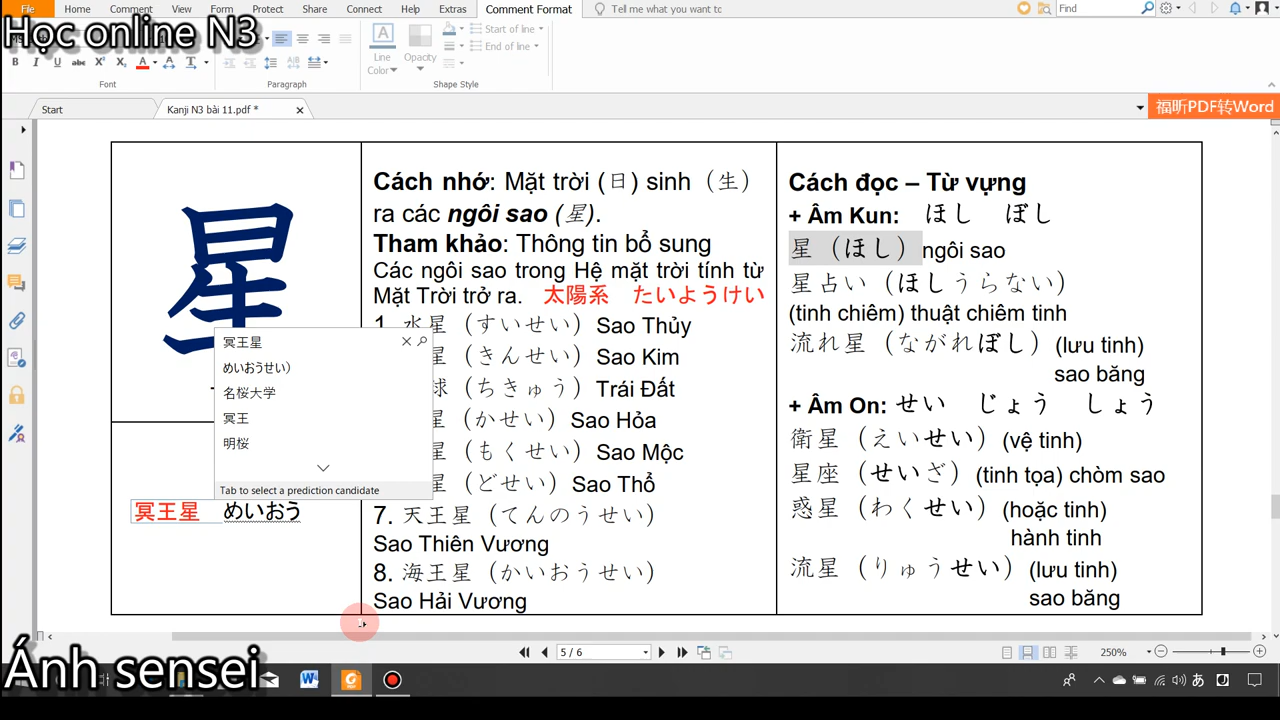 File Home Comment View Form Protect Share Connect Help Extras Comment Format Tell me what you want tc Find
Học online N3
Line Color Opacity Start of line End of line
Font Paragraph Shape Style
Start Kanji N3 bài 11.pdf * 福昕PDF转Word
星
Cách nhớ: Mặt trời (日) sinh（生）
ra các ngôi sao (星).
Tham khảo: Thông tin bổ sung
Các ngôi sao trong Hệ mặt trời tính từ
Mặt Trời trở ra. 太陽系 たいようけい
1. 水星（すいせい）Sao Thủy
星（きんせい）Sao Kim
球（ちきゅう）Trái Đất
星（かせい）Sao Hỏa
星（もくせい）Sao Mộc
星（どせい）Sao Thổ
7. 天王星（てんのうせい）
Sao Thiên Vương
8. 海王星（かいおうせい）
Sao Hải Vương
Cách đọc – Từ vựng
+ Âm Kun: ほし ぼし
星（ほし）ngôi sao
星占い（ほしうらない）
(tinh chiêm) thuật chiêm tinh
流れ星（ながれぼし）(lưu tinh)
sao băng
+ Âm On: せい じょう しょう
衛星（えいせい）(vệ tinh)
星座（せいざ）(tinh tọa) chòm sao
惑星（わくせい）(hoặc tinh)
hành tinh
流星（りゅうせい）(lưu tinh)
sao băng
冥王星
めいおうせい）
名桜大学
冥王
明桜
Tab to select a prediction candidate
冥王星 めいおう
5 / 6 250%
Ánh sensei
あ